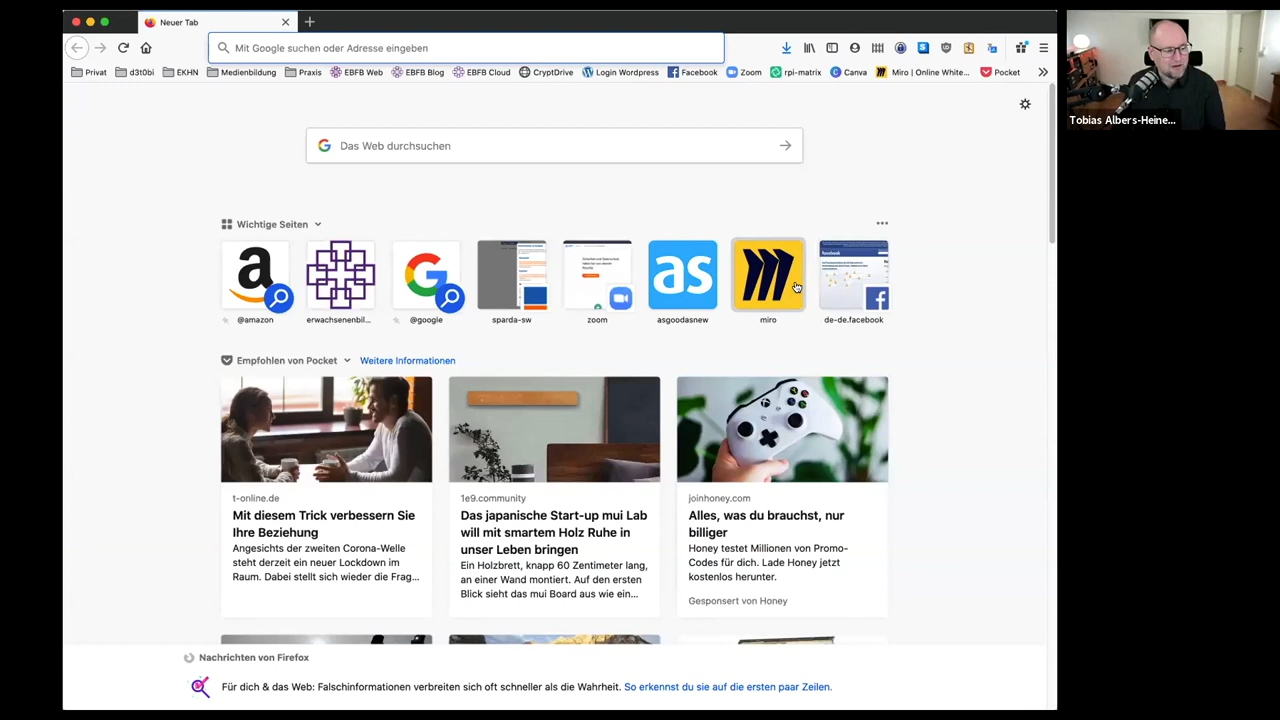 Neuer Tab
Mit Google suchen oder Adresse eingeben
Privat d3t0bi EKHN Medienbildung Praxis EBFB Web EBFB Blog EBFB Cloud CryptDrive Login Wordpress Facebook Zoom rpi-matrix Canva Miro | Online White... Pocket
Tobias Albers-Heine...
Das Web durchsuchen
Wichtige Seiten
@amazon erwachsenenbil... @google sparda-sw zoom asgoodasnew miro de-de.facebook
Empfohlen von Pocket Weitere Informationen
t-online.de
Mit diesem Trick verbessern Sie
Ihre Beziehung
Angesichts der zweiten Corona-Welle
steht derzeit ein neuer Lockdown im
Raum. Dabei stellt sich wieder die Frag...
1e9.community
Das japanische Start-up mui Lab
will mit smartem Holz Ruhe in
unser Leben bringen
Ein Holzbrett, knapp 60 Zentimeter lang,
an einer Wand montiert. Auf den ersten
Blick sieht das mui Board aus wie ein...
joinhoney.com
Alles, was du brauchst, nur
billiger
Honey testet Millionen von Promo-
Codes für dich. Lade Honey jetzt
kostenlos herunter.
Gesponsert von Honey
Nachrichten von Firefox
Für dich & das Web: Falschinformationen verbreiten sich oft schneller als die Wahrheit. So erkennst du sie auf die ersten paar Zeilen.